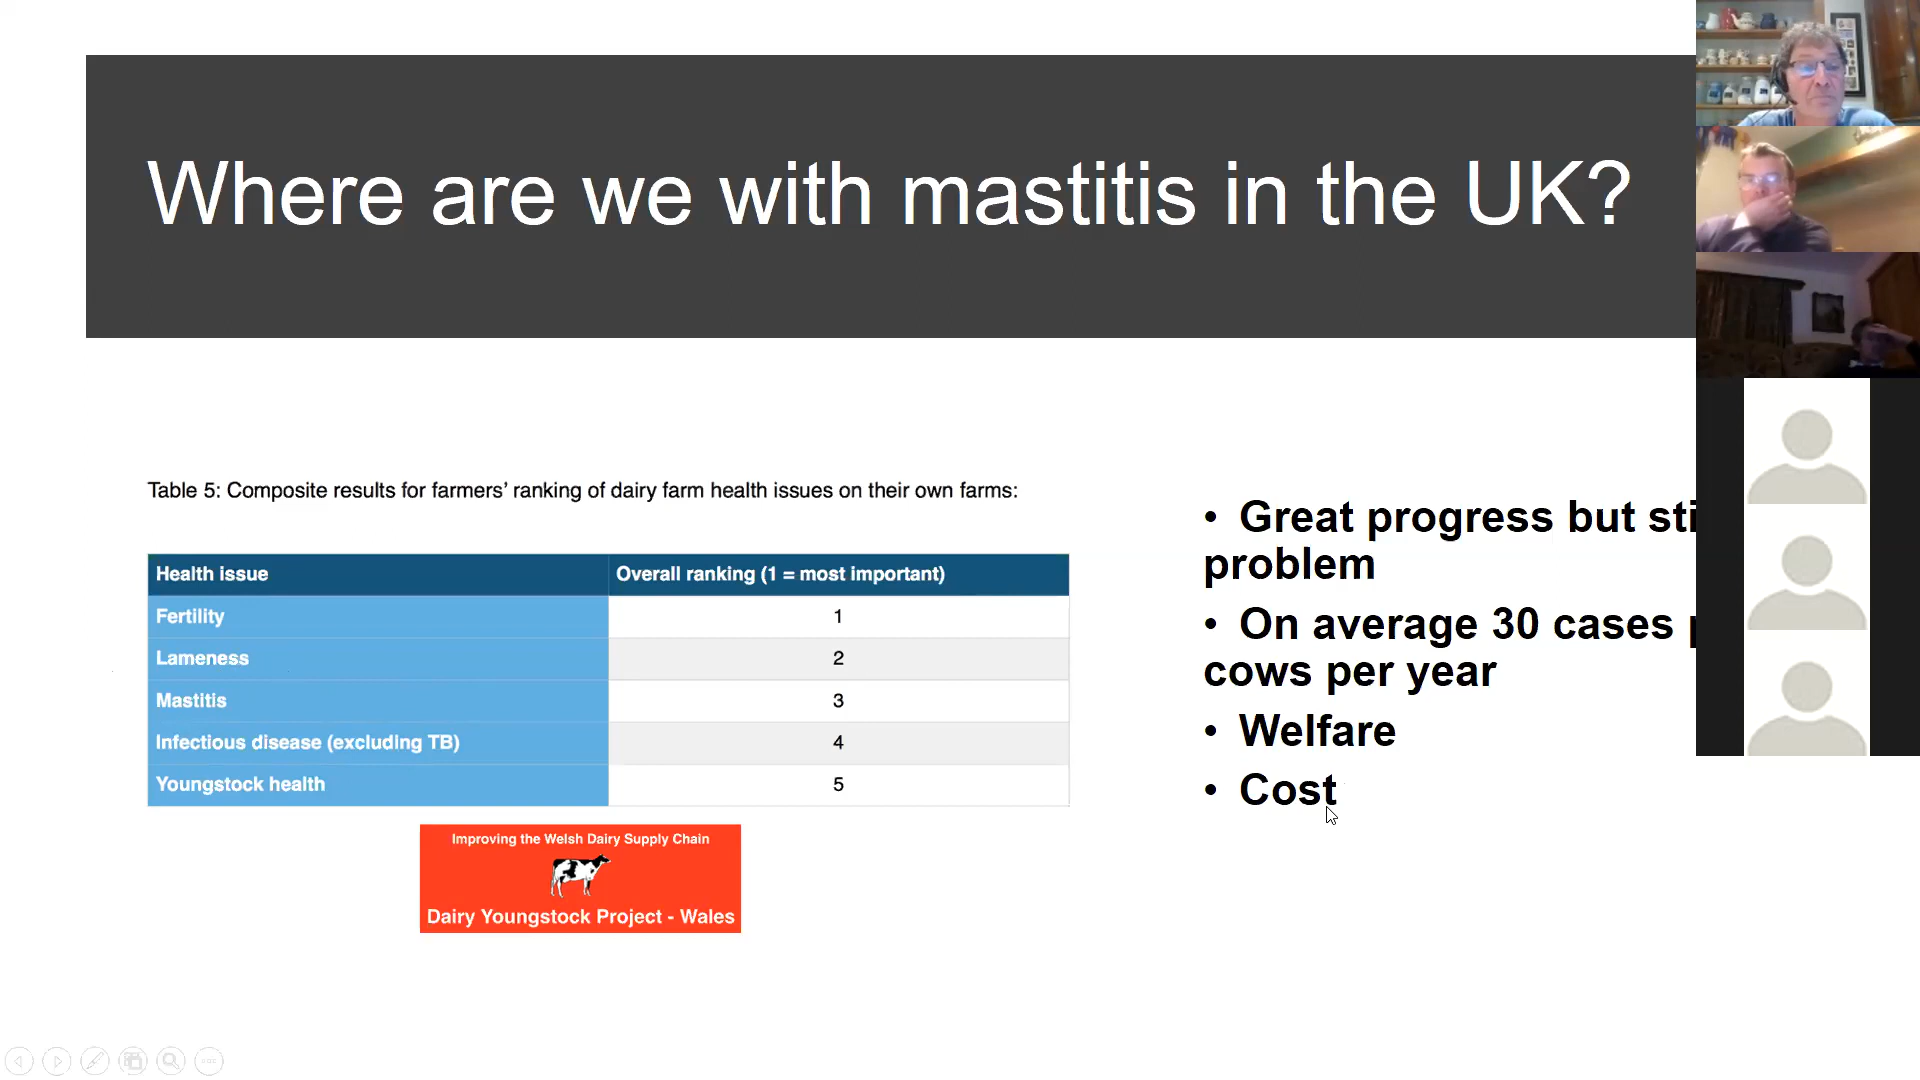 Where are we with mastitis in the UK?
Table 5: Composite results for farmers’ ranking of dairy farm health issues on their own farms:
Health issue Overall ranking (1 = most important)
Fertility 1
Lameness 2
Mastitis 3
Infectious disease (excluding TB) 4
Youngstock health 5
Improving the Welsh Dairy Supply Chain
Dairy Youngstock Project - Wales
• Great progress but
problem
• On average 30 cases
cows per year
• Welfare
• Cost